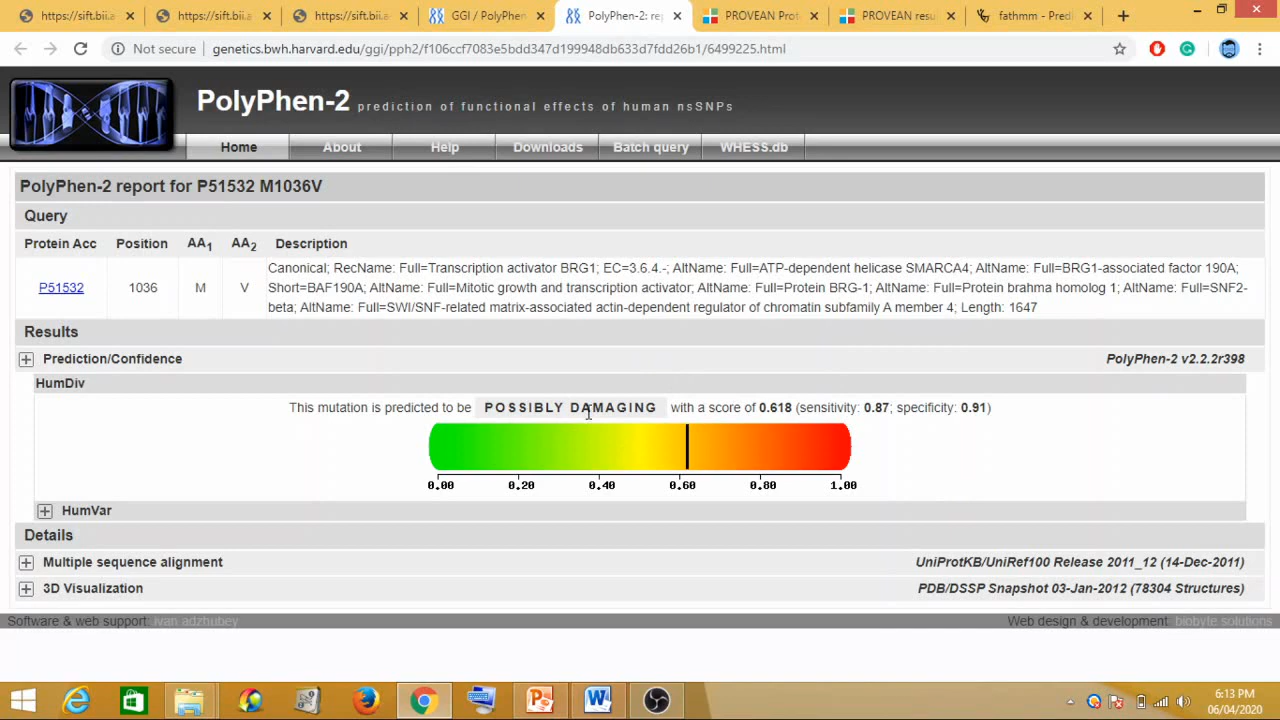 https://sift.bii.a-
https://sift.bii.a-
https://sift.bii.a-
GGI / PolyPhen
PolyPhen-2: rep
PROVEAN Prot
PROVEAN resu
fathmm - Predi
Not secure
genetics.bwh.harvard.edu/ggi/pph2/f106ccf7083e5bdd347d199948db633d7fdd26b1/6499225.html
PolyPhen-2 prediction of functional effects of human nsSNPs
Home About Help Downloads Batch query WHESS.db
PolyPhen-2 report for P51532 M1036V
Query
Protein Acc Position AA1 AA2 Description
P51532 1036 M V
Canonical; RecName: Full=Transcription activator BRG1; EC=3.6.4.-; AltName: Full=ATP-dependent helicase SMARCA4; AltName: Full=BRG1-associated factor 190A;
Short=BAF190A; AltName: Full=Mitotic growth and transcription activator; AltName: Full=Protein BRG-1; AltName: Full=Protein brahma homolog 1; AltName: Full=SNF2-
beta; AltName: Full=SWI/SNF-related matrix-associated actin-dependent regulator of chromatin subfamily A member 4; Length: 1647
Results
Prediction/Confidence PolyPhen-2 v2.2.2r398
HumDiv
This mutation is predicted to be POSSIBLY DAMAGING with a score of 0.618 (sensitivity: 0.87; specificity: 0.91)
0.00 0.20 0.40 0.60 0.80 1.00
HumVar
Details
Multiple sequence alignment UniProtKB/UniRef100 Release 2011_12 (14-Dec-2011)
3D Visualization PDB/DSSP Snapshot 03-Jan-2012 (78304 Structures)
Software & web support: ivan adzhubey Web design & development: biobyte solutions
6:13 PM
06/04/2020